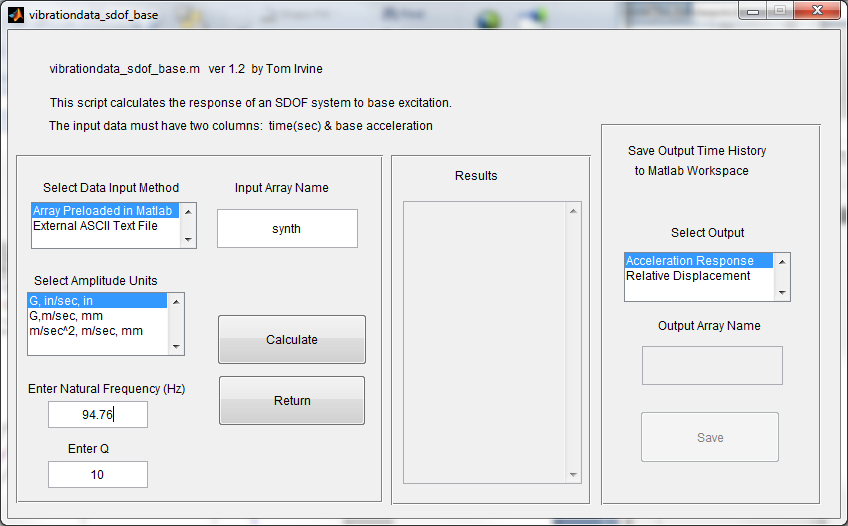 vibrationdata_sdof_base
vibrationdata_sdof_base.m ver 1.2 by Tom Irvine
This script calculates the response of an SDOF system to base excitation.
The input data must have two columns: time(sec) & base acceleration
Select Data Input Method
Array Preloaded in Matlab
External ASCII Text File
Input Array Name
synth
Select Amplitude Units
G, in/sec, in
G,m/sec, mm
m/sec^2, m/sec, mm
Calculate
Return
Enter Natural Frequency (Hz)
94.76
Enter Q
10
Results
Save Output Time History
to Matlab Workspace
Select Output
Acceleration Response
Relative Displacement
Output Array Name
Save